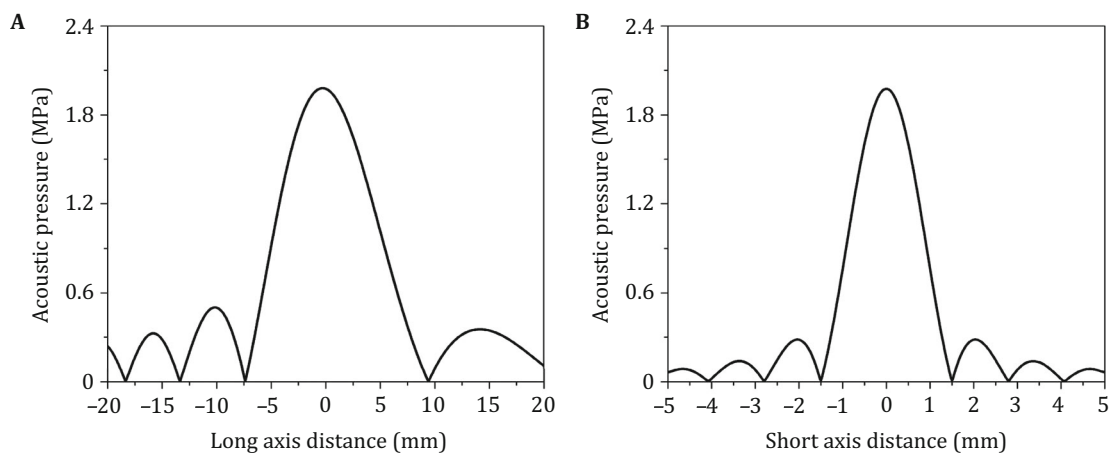 A
Acoustic pressure (MPa)
2.4
1.8
1.2
0.6
0
–20 –15 –10 –5 0 5 10 15 20
Long axis distance (mm)
B
Acoustic pressure (MPa)
2.4
1.8
1.2
0.6
0
–5 –4 –3 –2 –1 0 1 2 3 4 5
Short axis distance (mm)